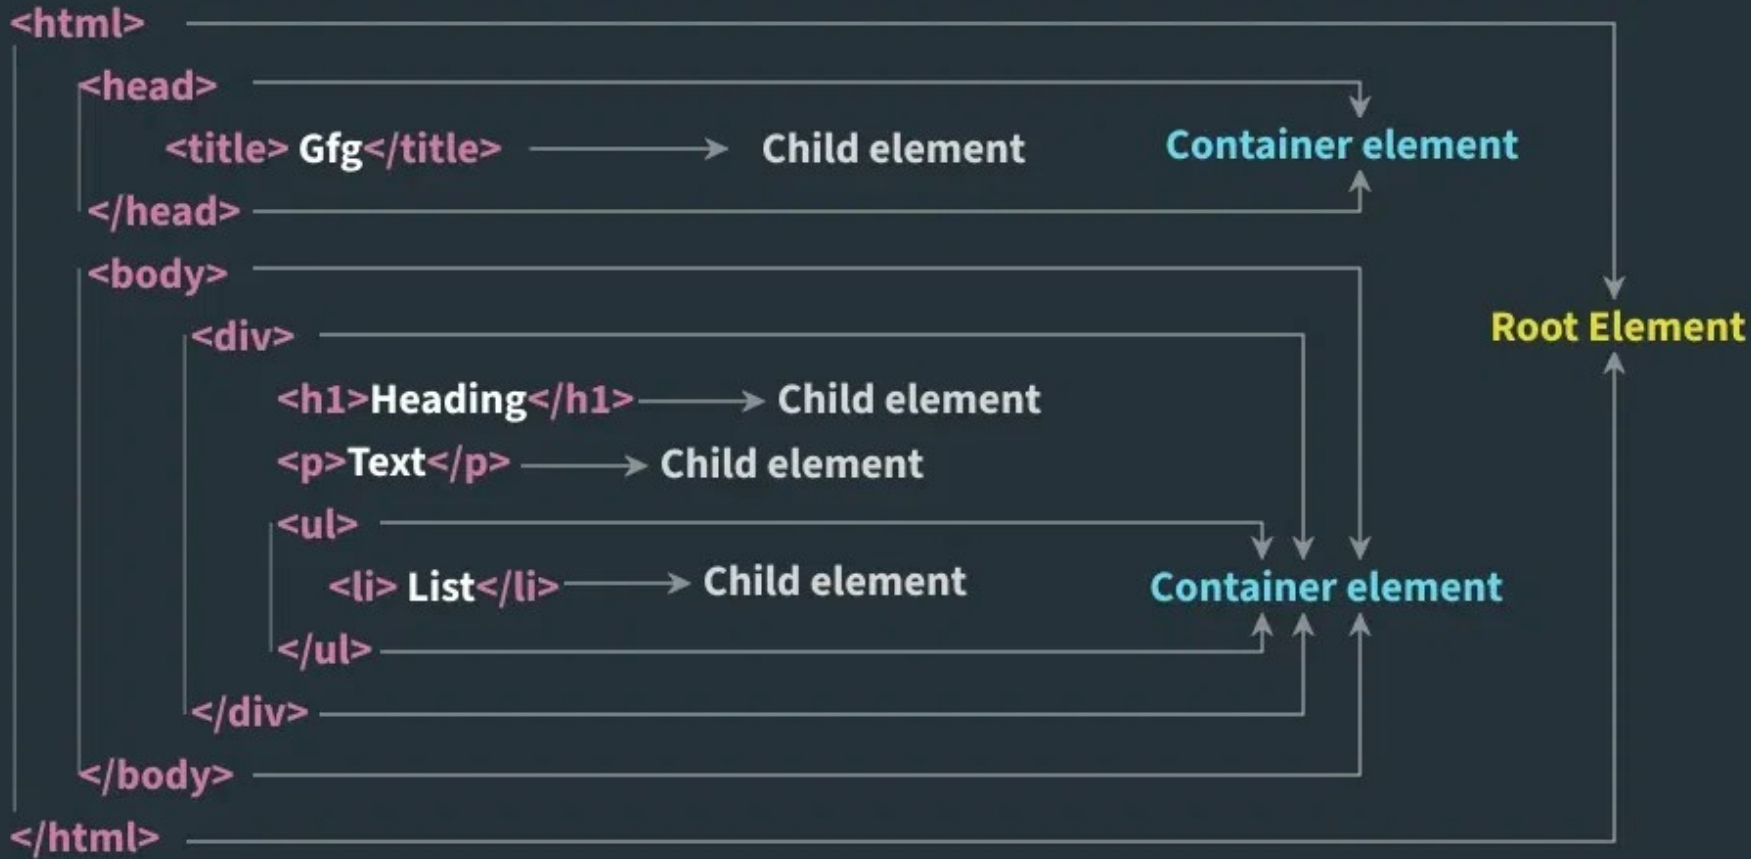 <html>
<head>
<title> Gfg</title> Child element Container element
</head>
<body>
<div> Root Element
<h1>Heading</h1> Child element
<p>Text</p> Child element
<ul>
<li> List</li> Child element Container element
</ul>
</div>
</body>
</html>